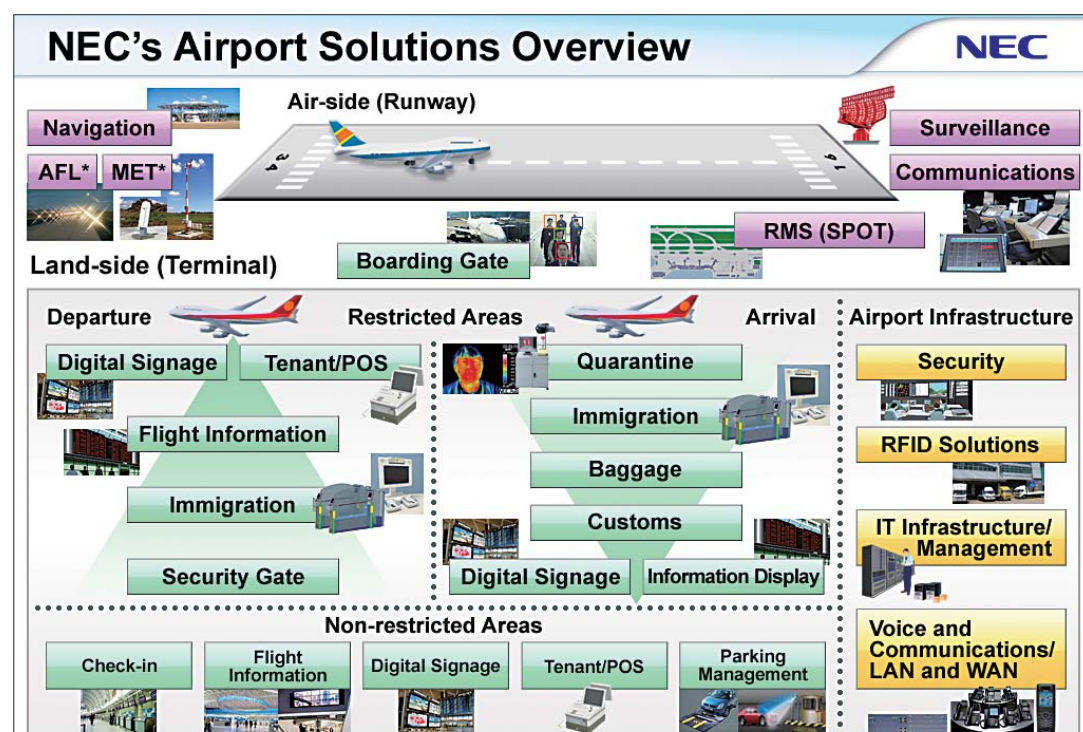 NEC's Airport Solutions Overview
NEC
Air-side (Runway)
Navigation
AFL*
MET*
34
16
Surveillance
Communications
RMS (SPOT)
Boarding Gate
Land-side (Terminal)
Departure
Restricted Areas
Arrival
Airport Infrastructure
Digital Signage
Tenant/POS
Flight Information
Immigration
Security Gate
Quarantine
Immigration
Baggage
Customs
Digital Signage
Information Display
Security
RFID Solutions
IT Infrastructure/
Management
Voice and
Communications/
LAN and WAN
Non-restricted Areas
Check-in
Flight
Information
Digital Signage
Tenant/POS
Parking
Management